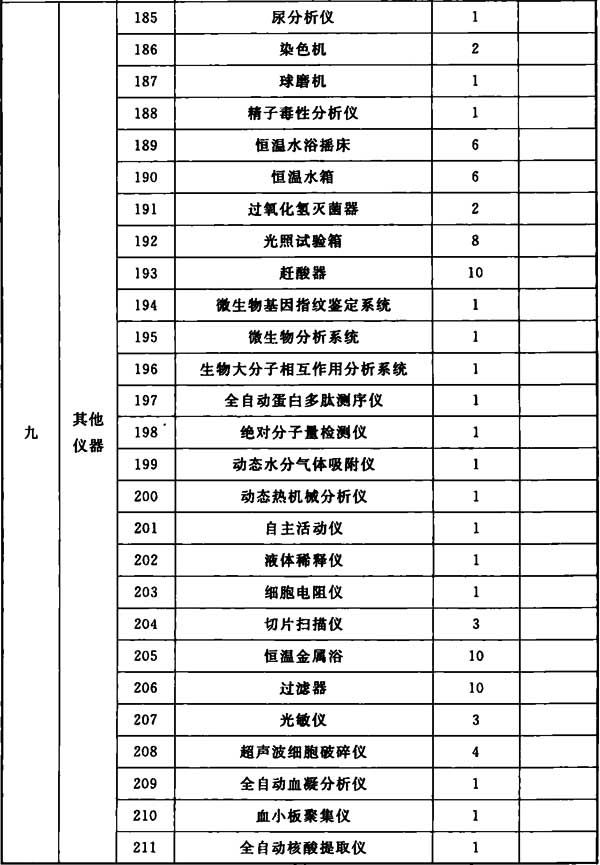 九
其他
仪器
185 尿分析仪 1
186 染色机 2
187 球磨机 1
188 精子毒性分析仪 1
189 恒温水浴摇床 6
190 恒温水箱 6
191 过氧化氢灭菌器 2
192 光照试验箱 8
193 赶酸器 10
194 微生物基因指纹鉴定系统 1
195 微生物分析系统 1
196 生物大分子相互作用分析系统 1
197 全自动蛋白多肽测序仪 1
198 绝对分子量检测仪 1
199 动态水分气体吸附仪 1
200 动态热机械分析仪 1
201 自主活动仪 1
202 液体稀释仪 1
203 细胞电阻仪 1
204 切片扫描仪 3
205 恒温金属浴 10
206 过滤器 10
207 光敏仪 3
208 超声波细胞破碎仪 4
209 全自动血凝分析仪 1
210 血小板聚集仪 1
211 全自动核酸提取仪 1